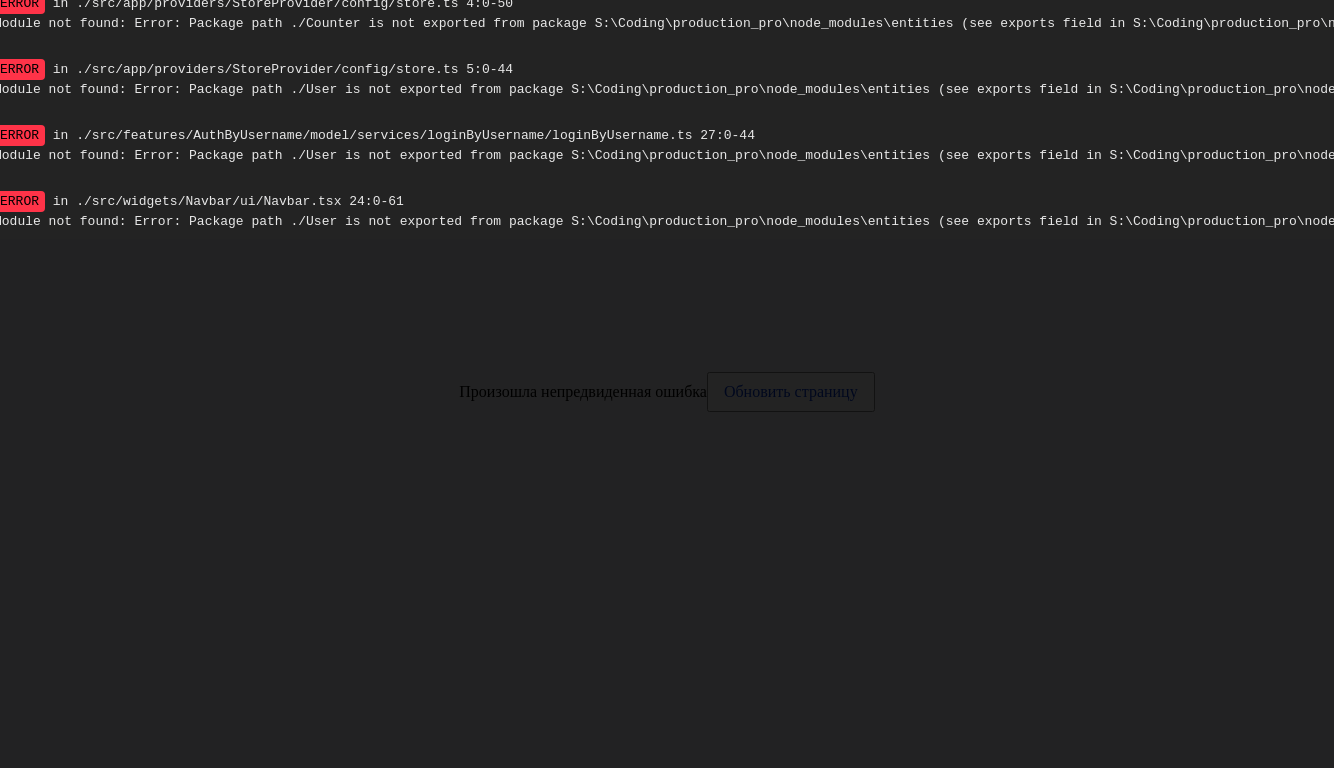 ERROR in ./src/app/providers/StoreProvider/config/store.ts 4:0-50
Module not found: Error: Package path ./Counter is not exported from package S:\Coding\production_pro\node_modules\entities (see exports field in S:\Coding\production_pro\n
ERROR in ./src/app/providers/StoreProvider/config/store.ts 5:0-44
Module not found: Error: Package path ./User is not exported from package S:\Coding\production_pro\node_modules\entities (see exports field in S:\Coding\production_pro\node
ERROR in ./src/features/AuthByUsername/model/services/loginByUsername/loginByUsername.ts 27:0-44
Module not found: Error: Package path ./User is not exported from package S:\Coding\production_pro\node_modules\entities (see exports field in S:\Coding\production_pro\node
ERROR in ./src/widgets/Navbar/ui/Navbar.tsx 24:0-61
Module not found: Error: Package path ./User is not exported from package S:\Coding\production_pro\node_modules\entities (see exports field in S:\Coding\production_pro\node
Произошла непредвиденная ошибка Обновить страницу